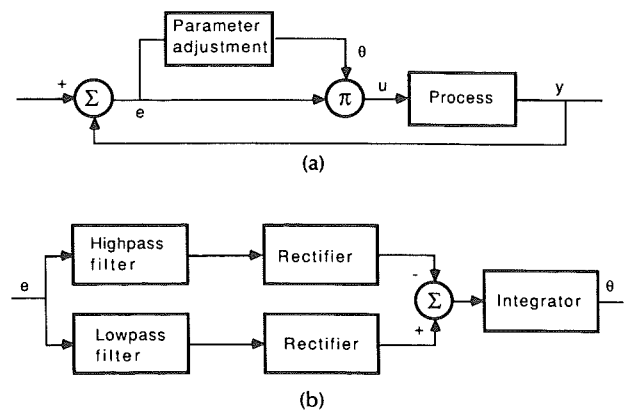 Parameter
adjustment
θ
+
Σ
e
π
u
Process
y
(a)
Highpass
filter
Rectifier
-
e
Σ
Integrator
θ
+
Lowpass
filter
Rectifier
(b)